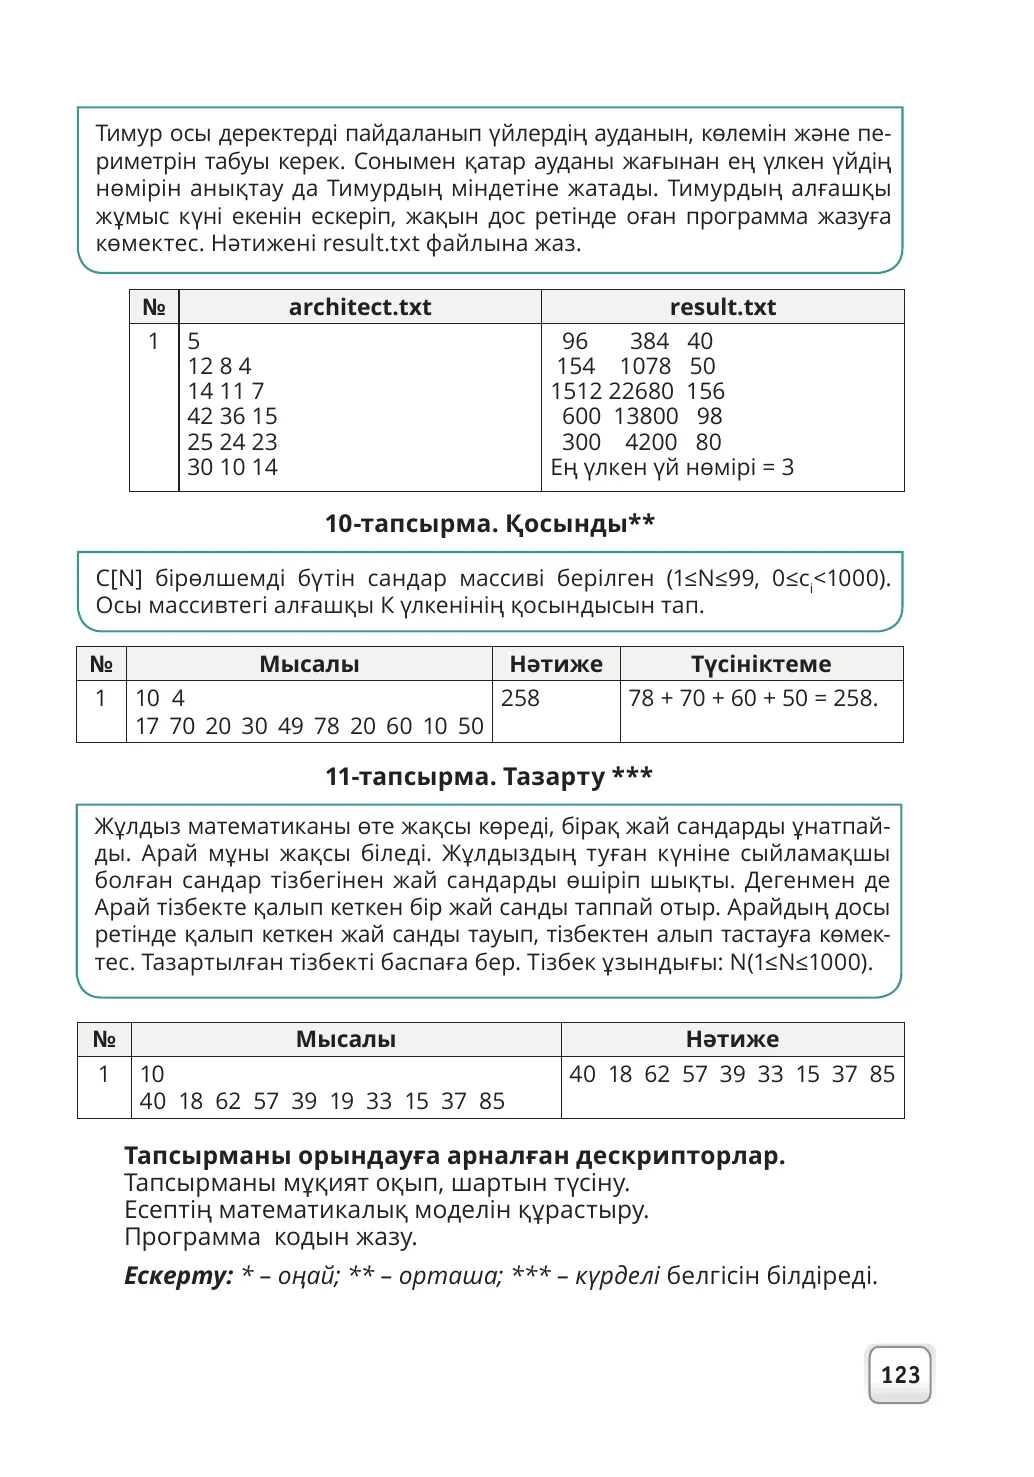 Тимур осы деректерді пайдаланып үйлердің ауданын, көлемін және пе-
риметрін табуы керек. Сонымен қатар ауданы жағынан ең үлкен үйдің
нөмірін анықтау да Тимурдың міндетіне жатады. Тимурдың алғашқы
жұмыс күні екенін ескеріп, жақын дос ретінде оған программа жазуға
көмектес. Нәтижені result.txt файлына жаз.
№ architect.txt result.txt
1 5 96 384 40
12 8 4 154 1078 50
14 11 7 1512 22680 156
42 36 15 600 13800 98
25 24 23 300 4200 80
30 10 14 Ең үлкен үй нөмірі = 3
10-тапсырма. Қосынды**
C[N] бірөлшемді бүтін сандар массиві берілген (1≤N≤99, 0≤cᵢ<1000).
Осы массивтегі алғашқы К үлкенінің қосындысын тап.
№ Мысалы Нәтиже Түсініктеме
1 10 4 258 78 + 70 + 60 + 50 = 258.
17 70 20 30 49 78 20 60 10 50
11-тапсырма. Тазарту ***
Жұлдыз математиканы өте жақсы көреді, бірақ жай сандарды ұнатпай-
ды. Арай мұны жақсы біледі. Жұлдыздың туған күніне сыйламақшы
болған сандар тізбегінен жай сандарды өшіріп шықты. Дегенмен де
Арай тізбекте қалып кеткен бір жай санды таппай отыр. Арайдың досы
ретінде қалып кеткен жай санды тауып, тізбектен алып тастауға көмек-
тес. Тазартылған тізбекті баспаға бер. Тізбек ұзындығы: N(1≤N≤1000).
№ Мысалы Нәтиже
1 10 40 18 62 57 39 33 15 37 85
40 18 62 57 39 19 33 15 37 85
Тапсырманы орындауға арналған дескрипторлар.
Тапсырманы мұқият оқып, шартын түсіну.
Есептің математикалық моделін құрастыру.
Программа кодын жазу.
Ескерту: * – оңай; ** – орташа; *** – күрделі белгісін білдіреді.
123